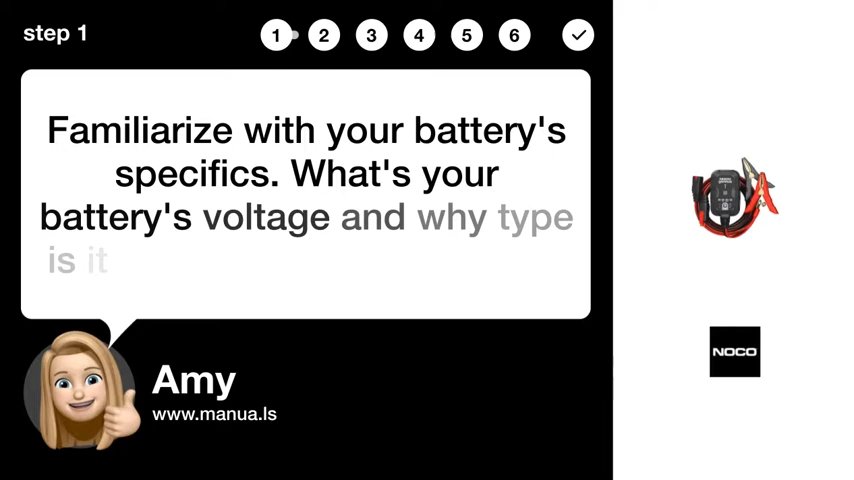 step 1
1 2 3 4 5 6
Familiarize with your battery's
specifics. What's your
battery's voltage and why type
is it
Amy
www.manua.ls
NOCO